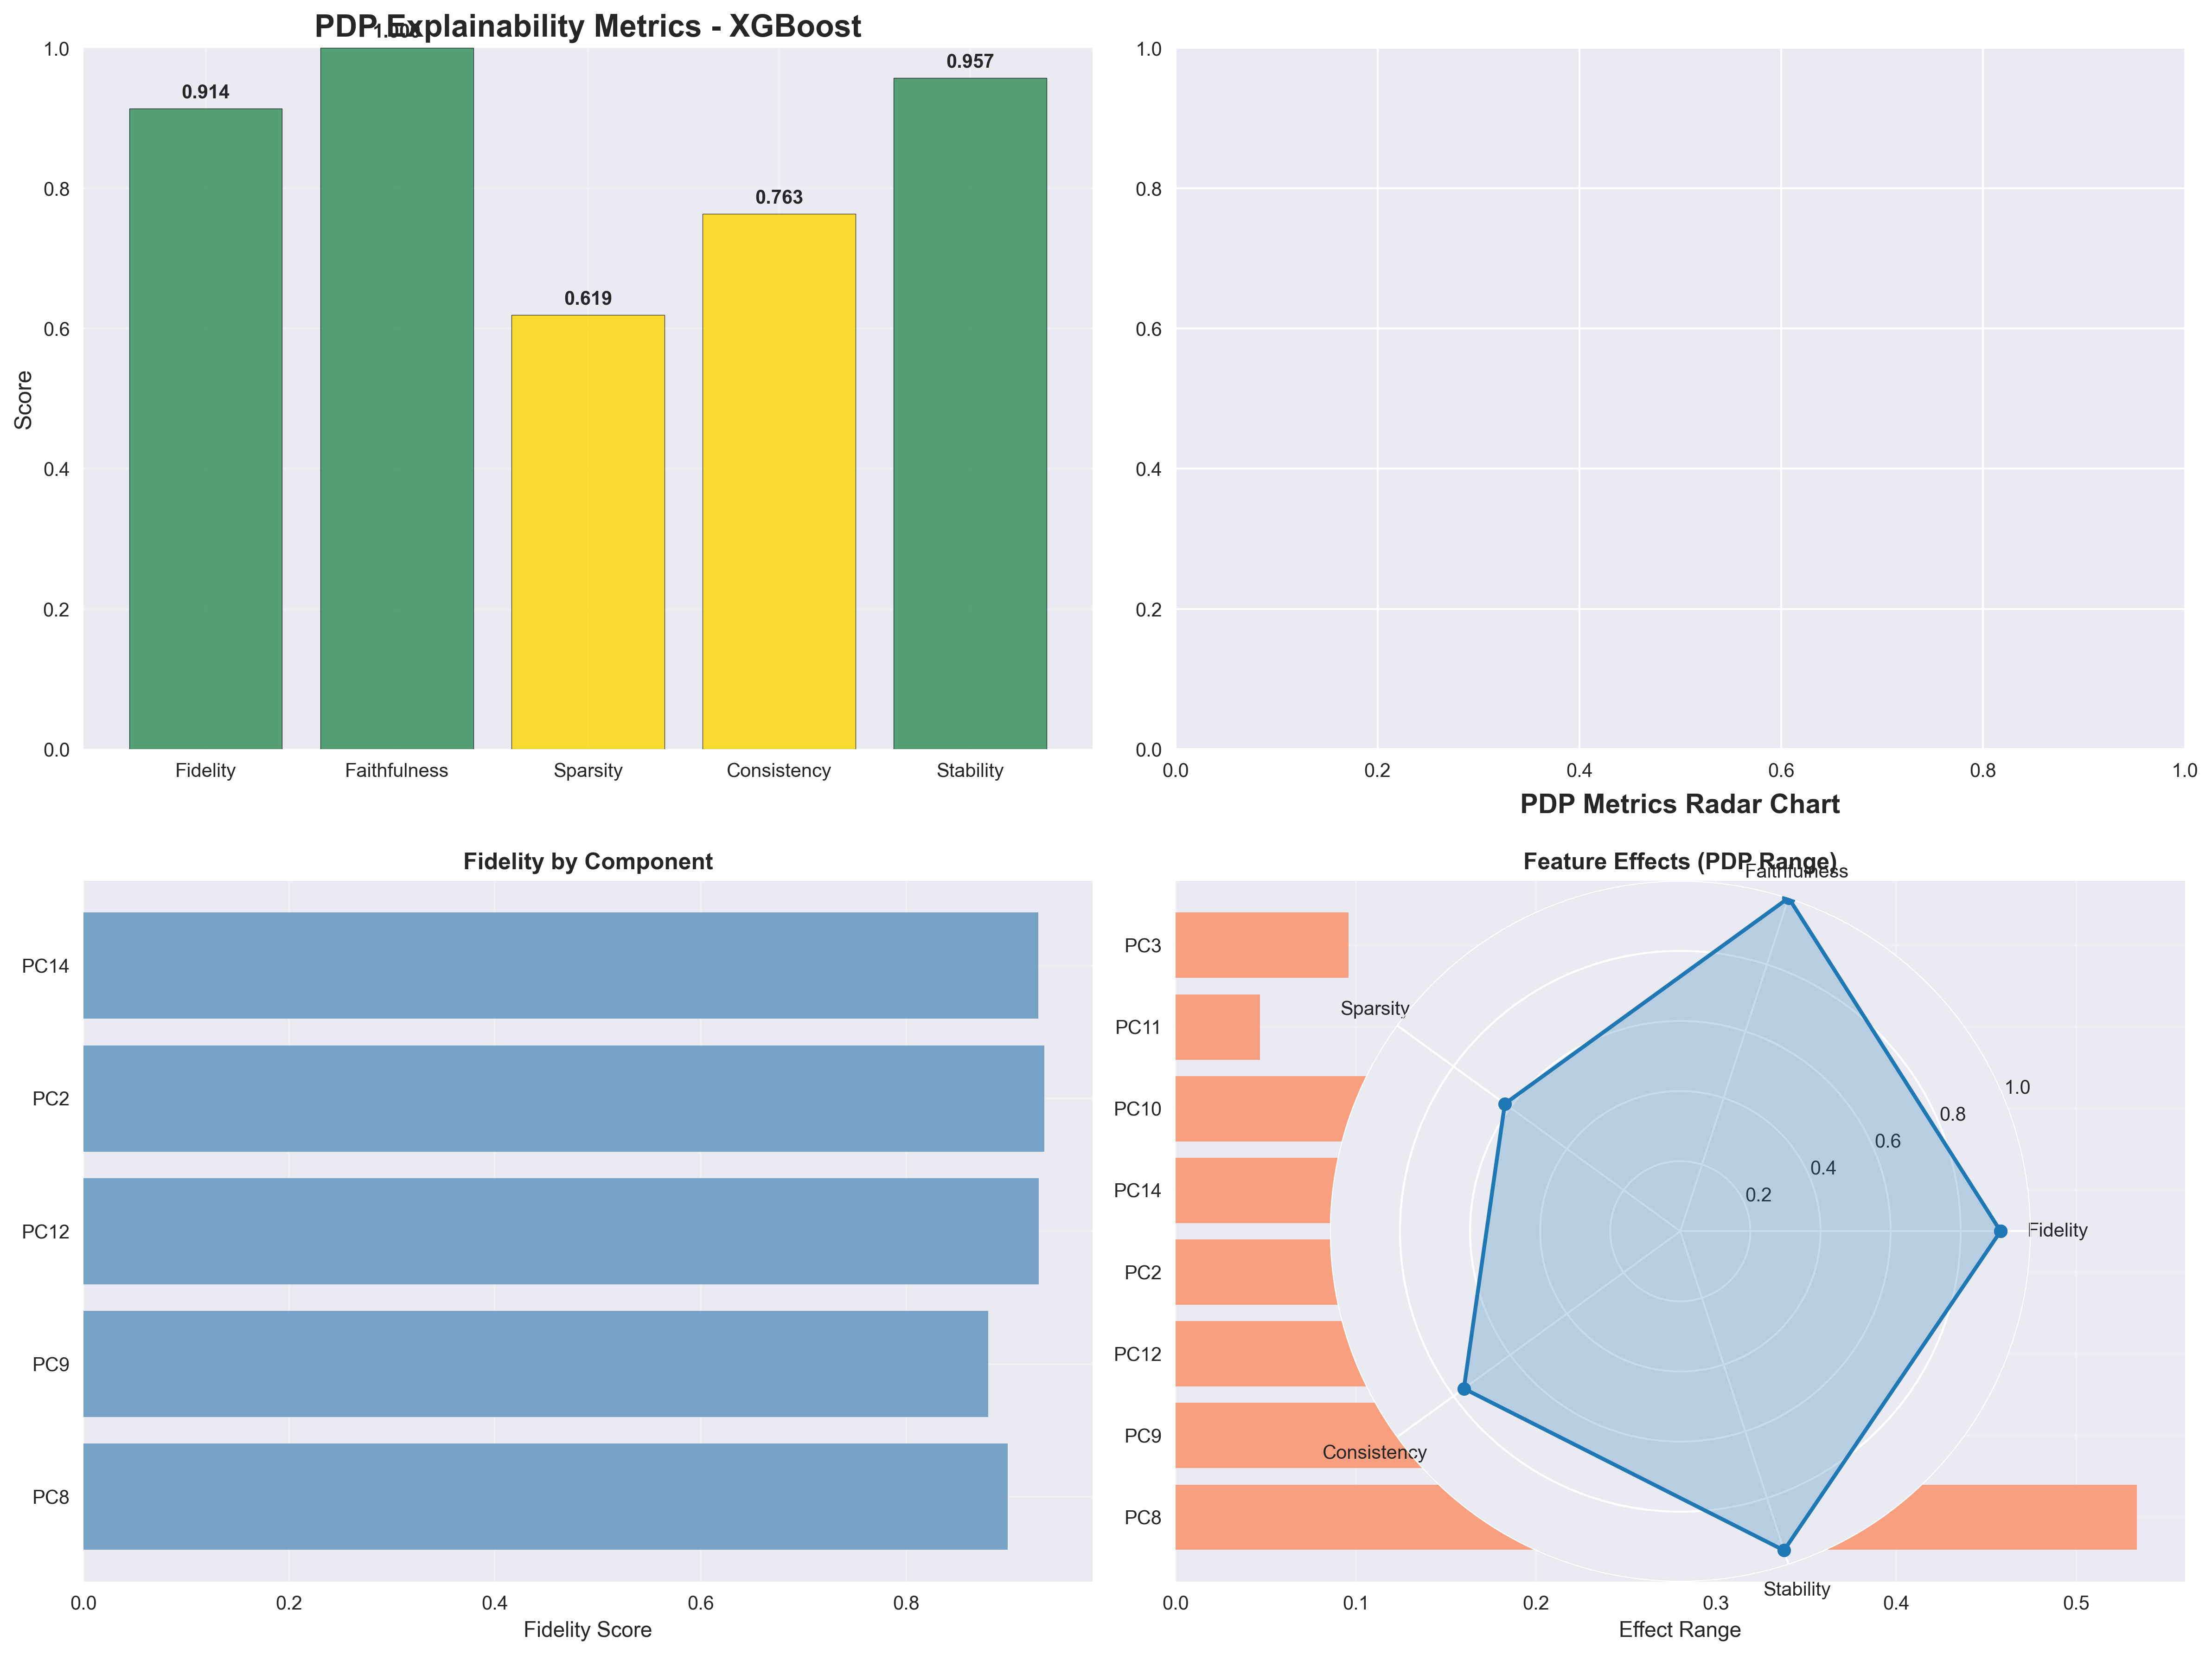 PDP Explainability Metrics - XGBoost
1.000
0.914
0.619
0.763
0.957
Score
1.0
0.8
0.6
0.4
0.2
0.0
Fidelity
Faithfulness
Sparsity
Consistency
Stability
1.0
0.8
0.6
0.4
0.2
0.0
0.0
0.2
0.4
0.6
0.8
1.0
Fidelity by Component
PC14
PC2
PC12
PC9
PC8
0.0
0.2
0.4
0.6
0.8
Fidelity Score
PDP Metrics Radar Chart
Feature Effects (PDP Range)
Faithfulness
Sparsity
Fidelity
Consistency
Stability
1.0
0.8
0.6
0.4
0.2
PC3
PC11
PC10
PC14
PC2
PC12
PC9
PC8
0.0
0.1
0.2
0.3
0.4
0.5
Effect Range